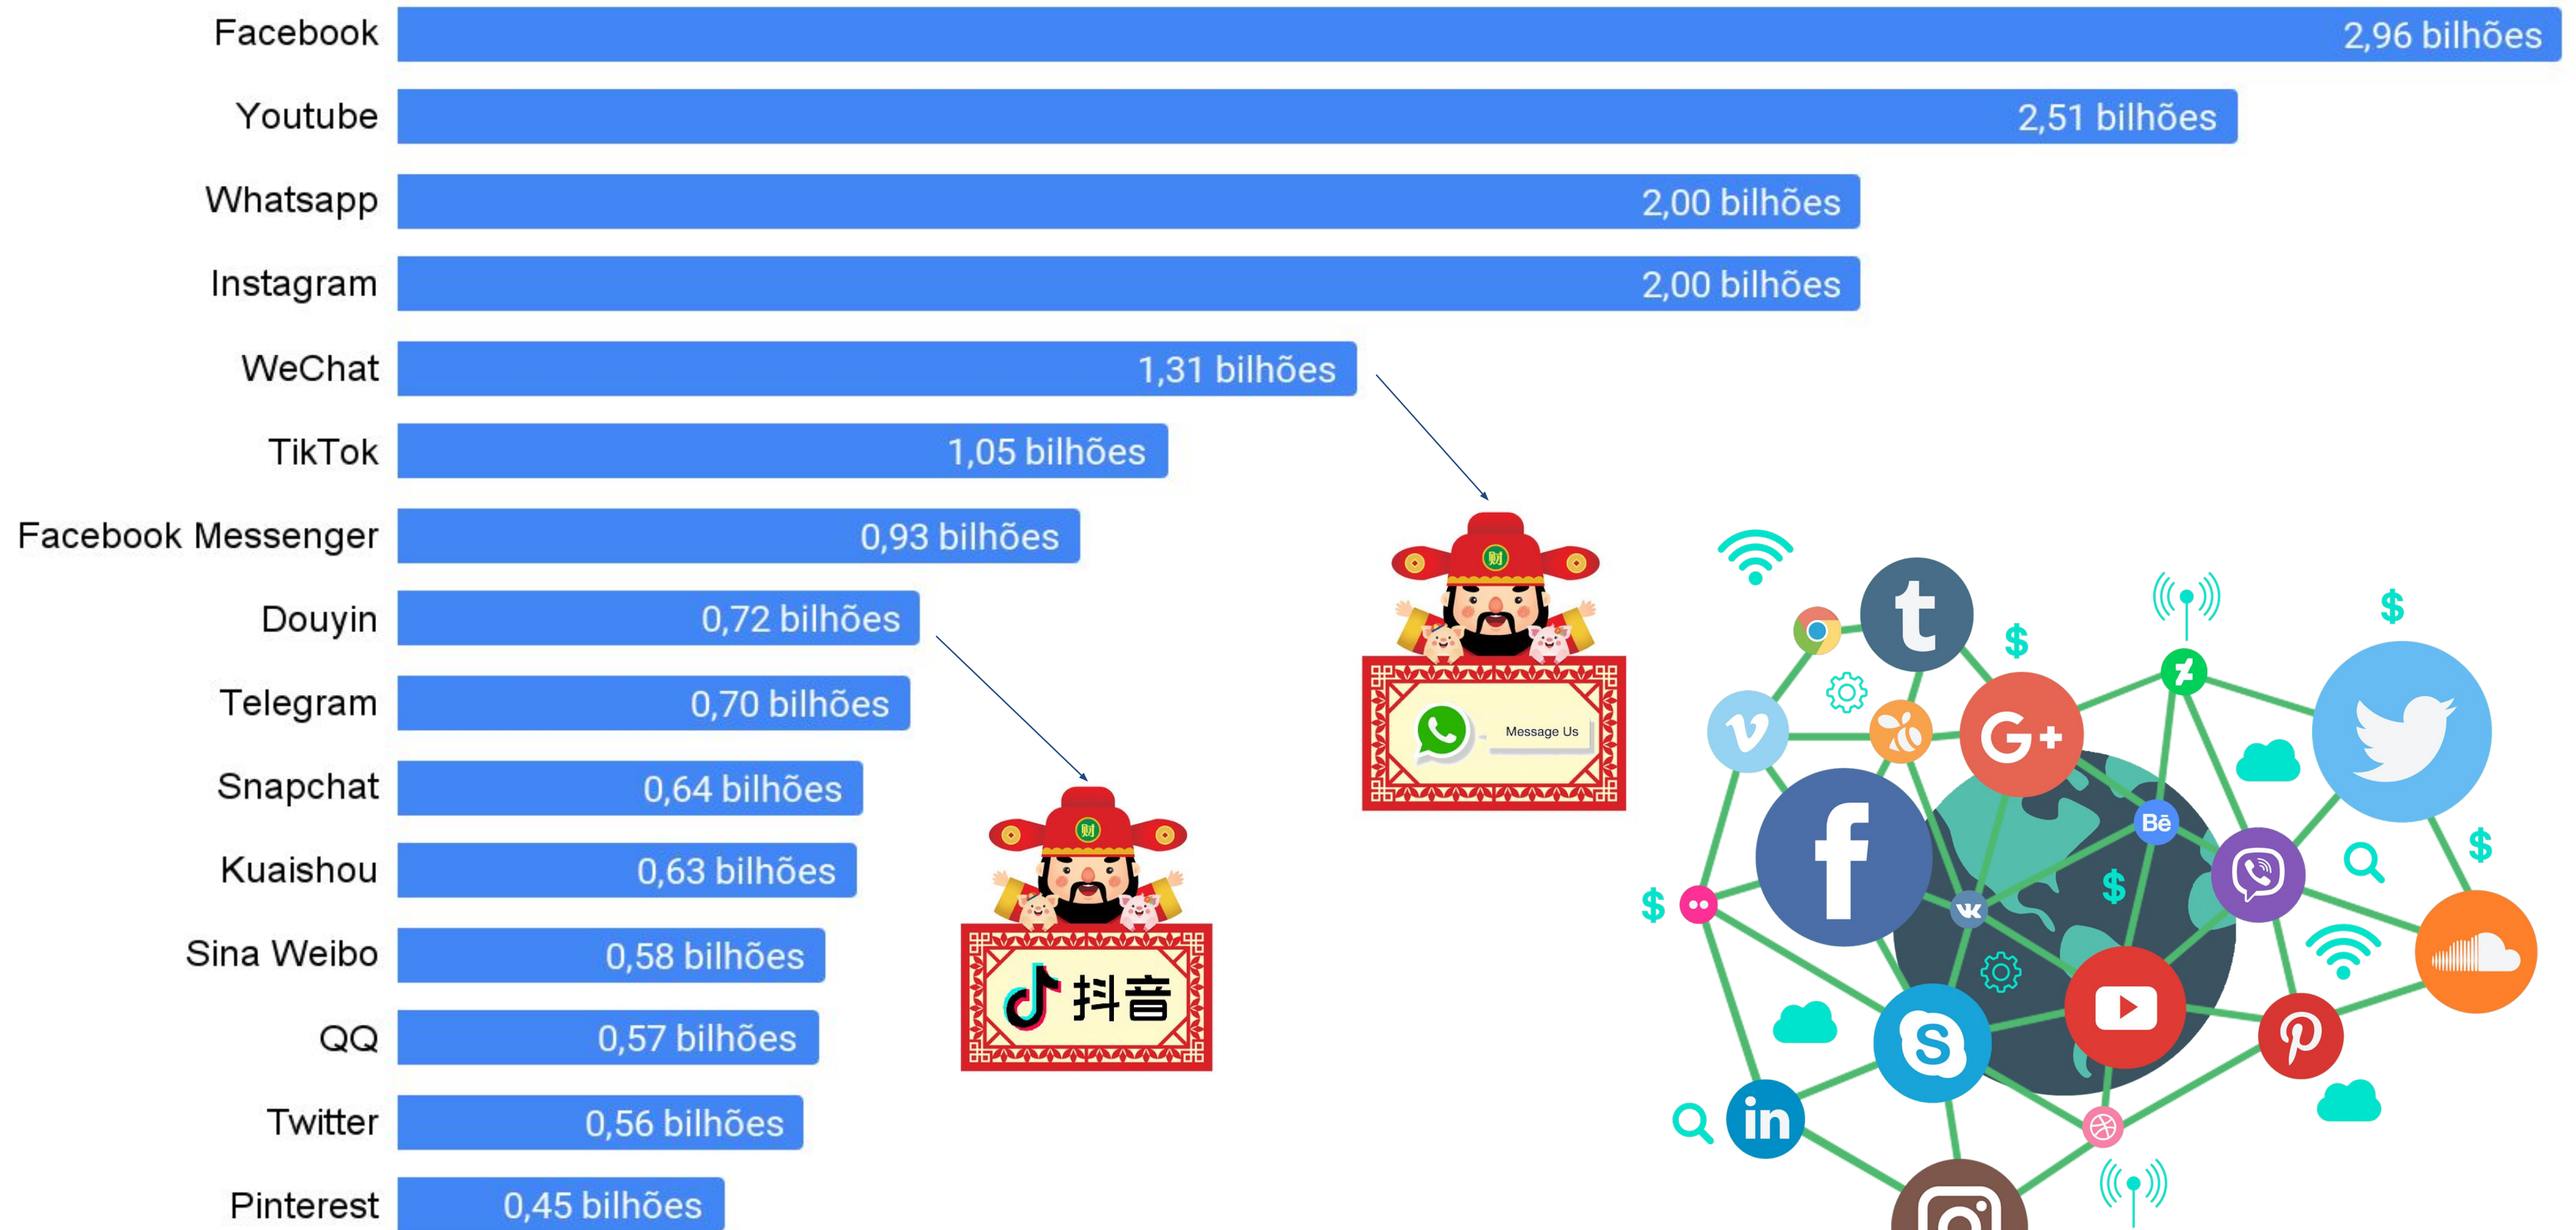 Facebook 2,96 bilhões
Youtube 2,51 bilhões
Whatsapp 2,00 bilhões
Instagram 2,00 bilhões
WeChat 1,31 bilhões
TikTok 1,05 bilhões
Facebook Messenger 0,93 bilhões
Douyin 0,72 bilhões
Telegram 0,70 bilhões
Snapchat 0,64 bilhões
Kuaishou 0,63 bilhões
Sina Weibo 0,58 bilhões
QQ 0,57 bilhões
Twitter 0,56 bilhões
Pinterest 0,45 bilhões
财
Message Us
财
抖音
t
$
$
G+
f
Bē
$
$
$
VK
S
in